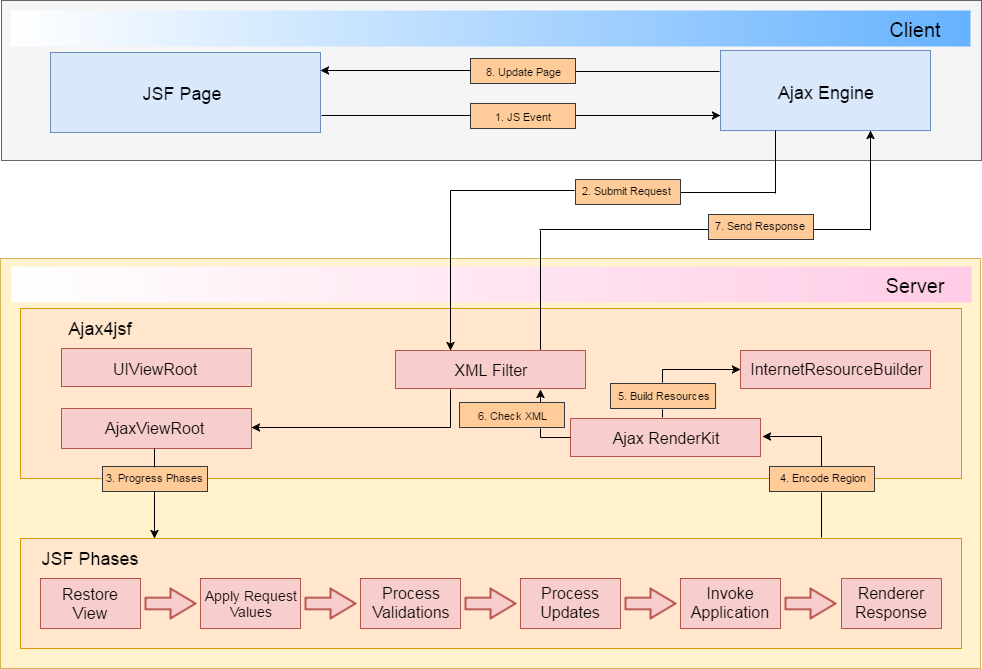 Client
JSF Page
8. Update Page
Ajax Engine
1. JS Event
2. Submit Request
7. Send Response
Server
Ajax4jsf
UIViewRoot
XML Filter
InternetResourceBuilder
5. Build Resources
6. Check XML
AjaxViewRoot
Ajax RenderKit
3. Progress Phases
4. Encode Region
JSF Phases
Restore
View
Apply Request
Values
Process
Validations
Process
Updates
Invoke
Application
Renderer
Response